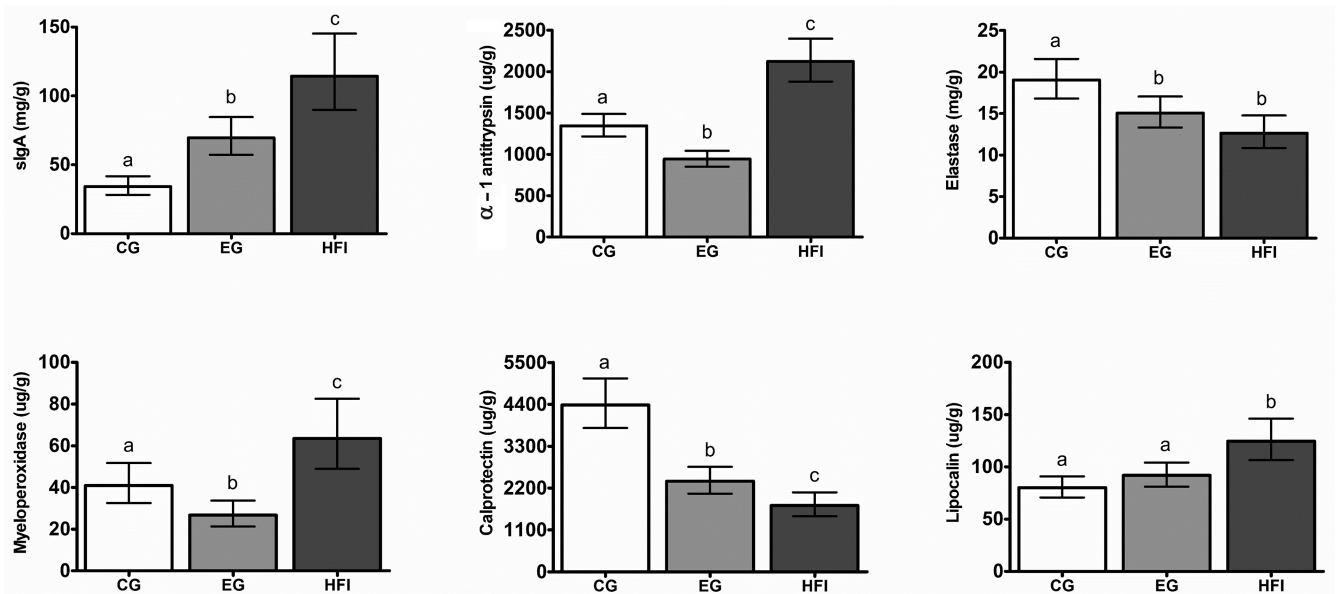 sIgA (mg/g)
150
100
50
0
a
b
c
CG EG HFI
α – 1 antitrypsin (ug/g)
2500
2000
1500
1000
500
0
a
b
c
CG EG HFI
Elastase (mg/g)
25
20
15
10
5
0
a
b
b
CG EG HFI
Myeloperoxidase (ug/g)
100
80
60
40
20
0
a
b
c
CG EG HFI
Calprotectin (ug/g)
5500
4400
3300
2200
1100
0
a
b
c
CG EG HFI
Lipocalin (ug/g)
200
150
100
50
0
a
a
b
CG EG HFI